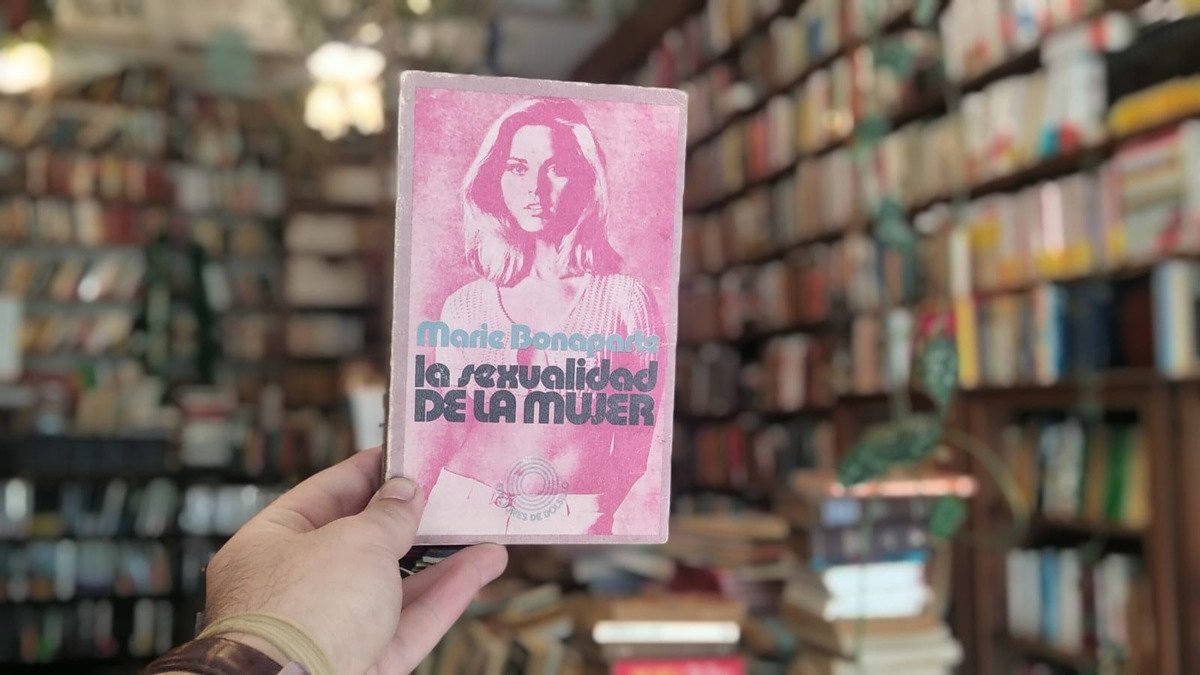 Marie Bonaparte
la sexualidad
DE LA MUJER